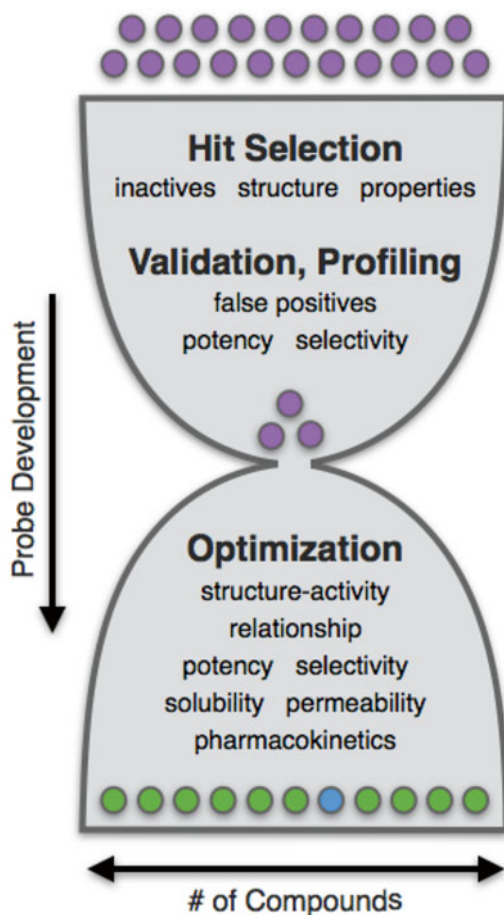 Hit Selection
inactives structure properties
Validation, Profiling
false positives
potency selectivity
Probe Development
Optimization
structure-activity
relationship
potency selectivity
solubility permeability
pharmacokinetics
# of Compounds